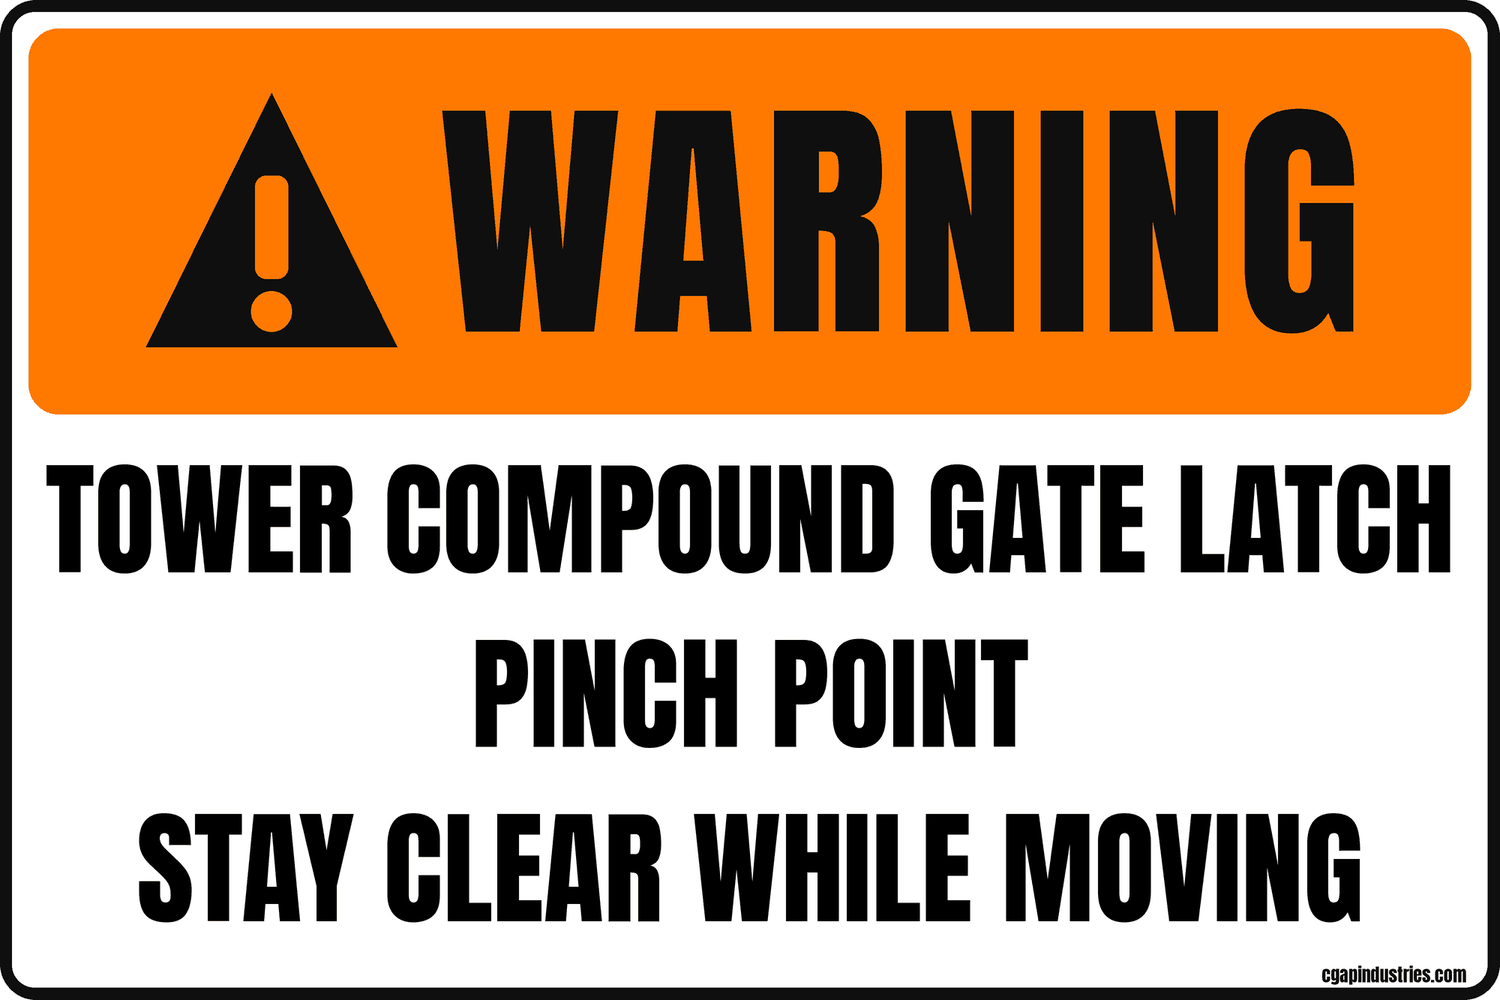 WARNING
TOWER COMPOUND GATE LATCH
PINCH POINT
STAY CLEAR WHILE MOVING
cgapindustries.com